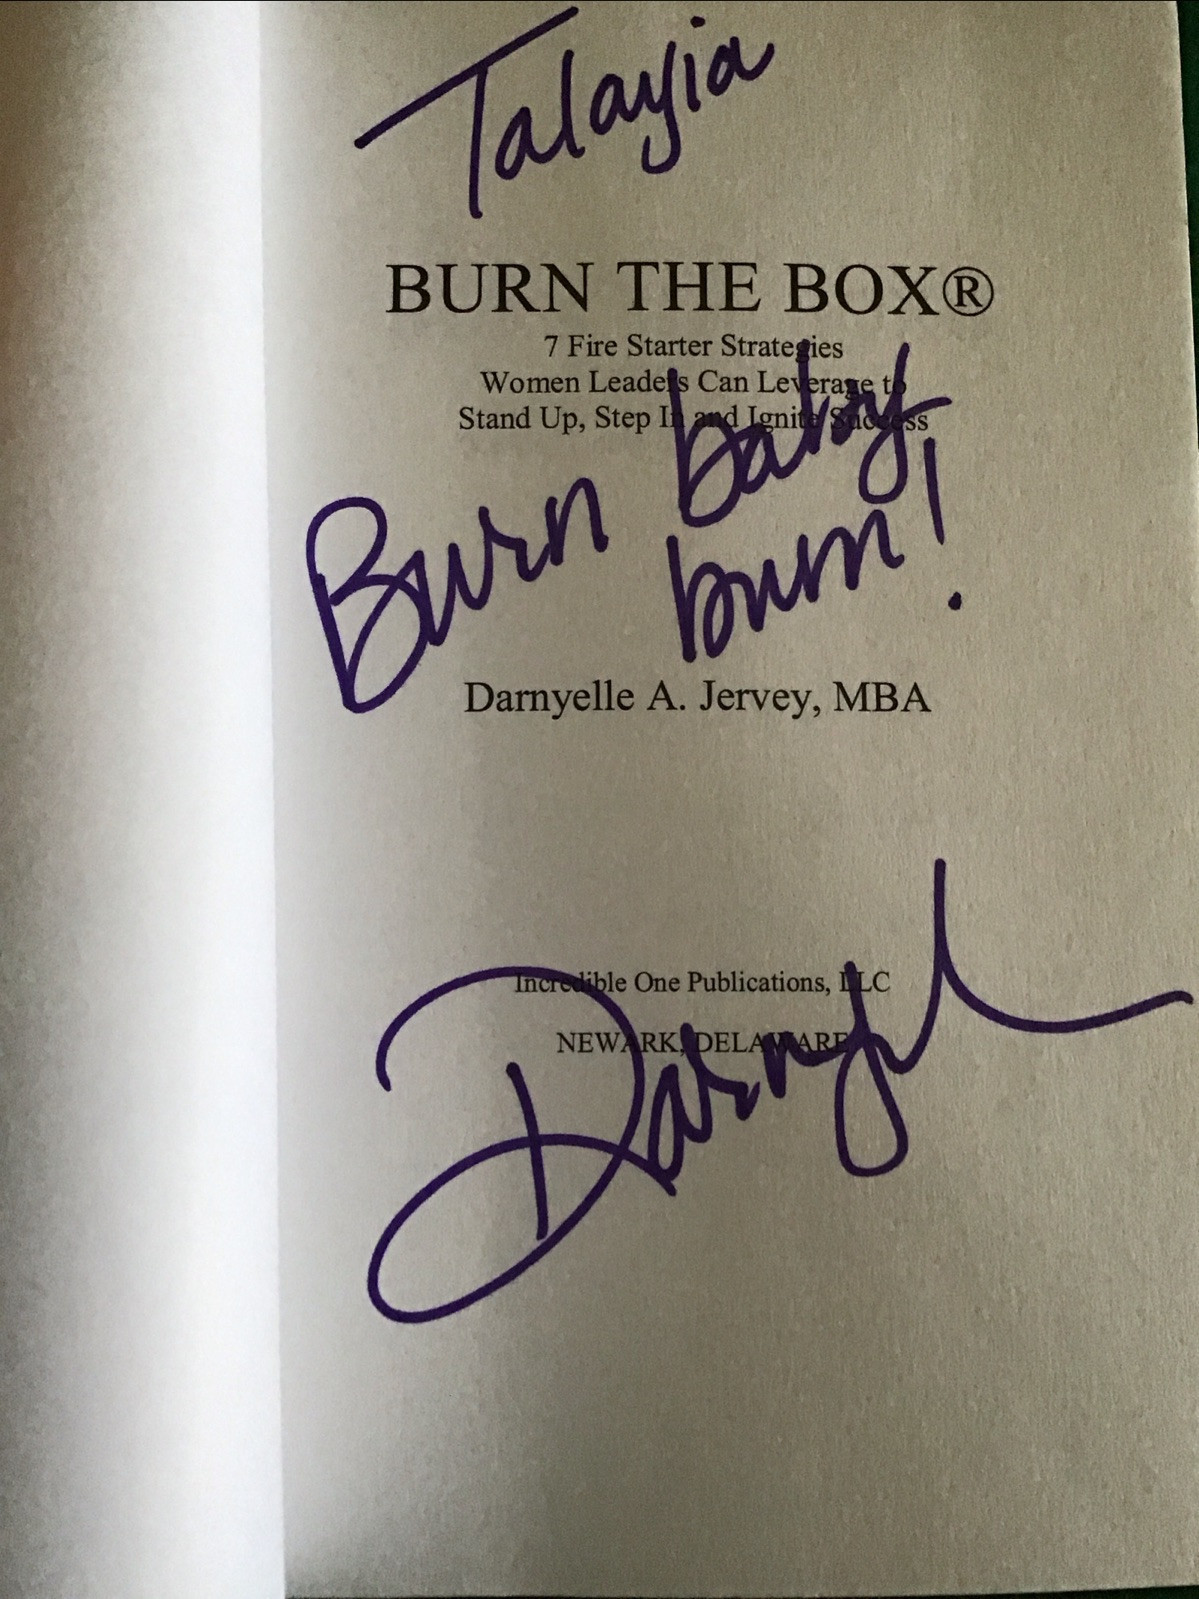 Talayia
BURN THE BOX®
7 Fire Starter Strategies
Women Leaders Can Leverage to
Stand Up, Step In and Ignite Success
Burn baby
burn!
Darnyelle A. Jervey, MBA
Incredible One Publications, LLC
NEWARK, DELAWARE